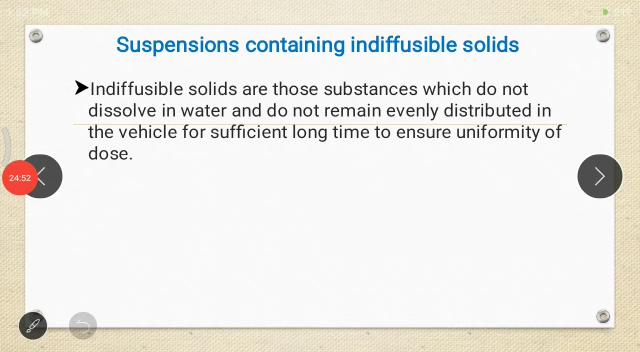 Suspensions containing indiffusible solids
➤Indiffusible solids are those substances which do not
dissolve in water and do not remain evenly distributed in
the vehicle for sufficient long time to ensure uniformity of
dose.
24:52